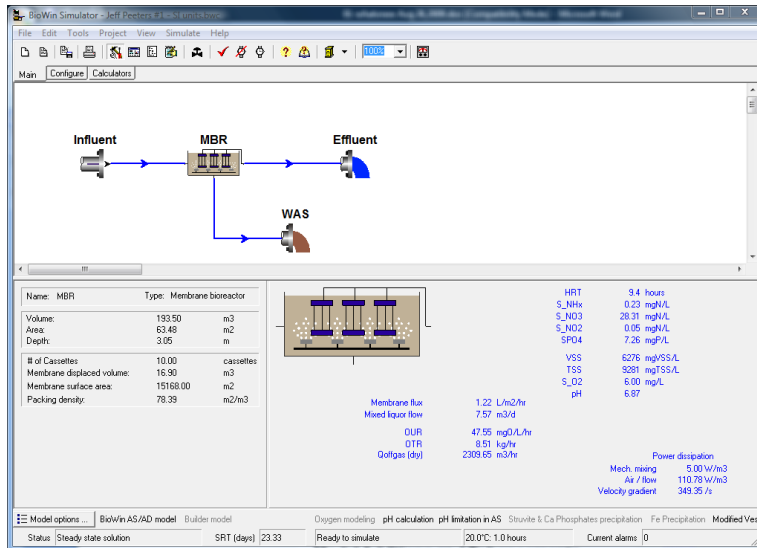 BioWin Simulator - Jeff Peeters #1 - SI units.bwc
File Edit Tools Project View Simulate Help
100%
Main Configure Calculators
Influent MBR Effluent
WAS
Name: MBR Type: Membrane bioreactor
Volume: 193.50 m3
Area: 63.48 m2
Depth: 3.05 m
# of Cassettes 10.00 cassettes
Membrane displaced volume: 16.90 m3
Membrane surface area: 15168.00 m2
Packing density: 78.39 m2/m3
HRT 9.4 hours
S_NHx 0.23 mgN/L
S_NO3 28.31 mgN/L
S_NO2 0.05 mgN/L
SPO4 7.26 mgP/L
VSS 6276 mgVSS/L
TSS 9281 mgTSS/L
S_O2 6.00 mg/L
pH 6.87
Membrane flux 1.22 L/m2/hr
Mixed liquor flow 7.57 m3/d
OUR 47.55 mgO/L/hr
OTR 8.51 kg/hr
Qoffgas (dry) 2309.65 m3/hr
Power dissipation
Mech. mixing 5.00 W/m3
Air / flow 110.78 W/m3
Velocity gradient 349.35 /s
Model options ... BioWin AS/AD model Builder model Oxygen modeling pH calculation pH limitation in AS Struvite & Ca Phosphates precipitation Fe Precipitation Modified Ves
Status Steady state solution SRT (days) 23.33 Ready to simulate 20.0°C: 1.0 hours Current alarms 0